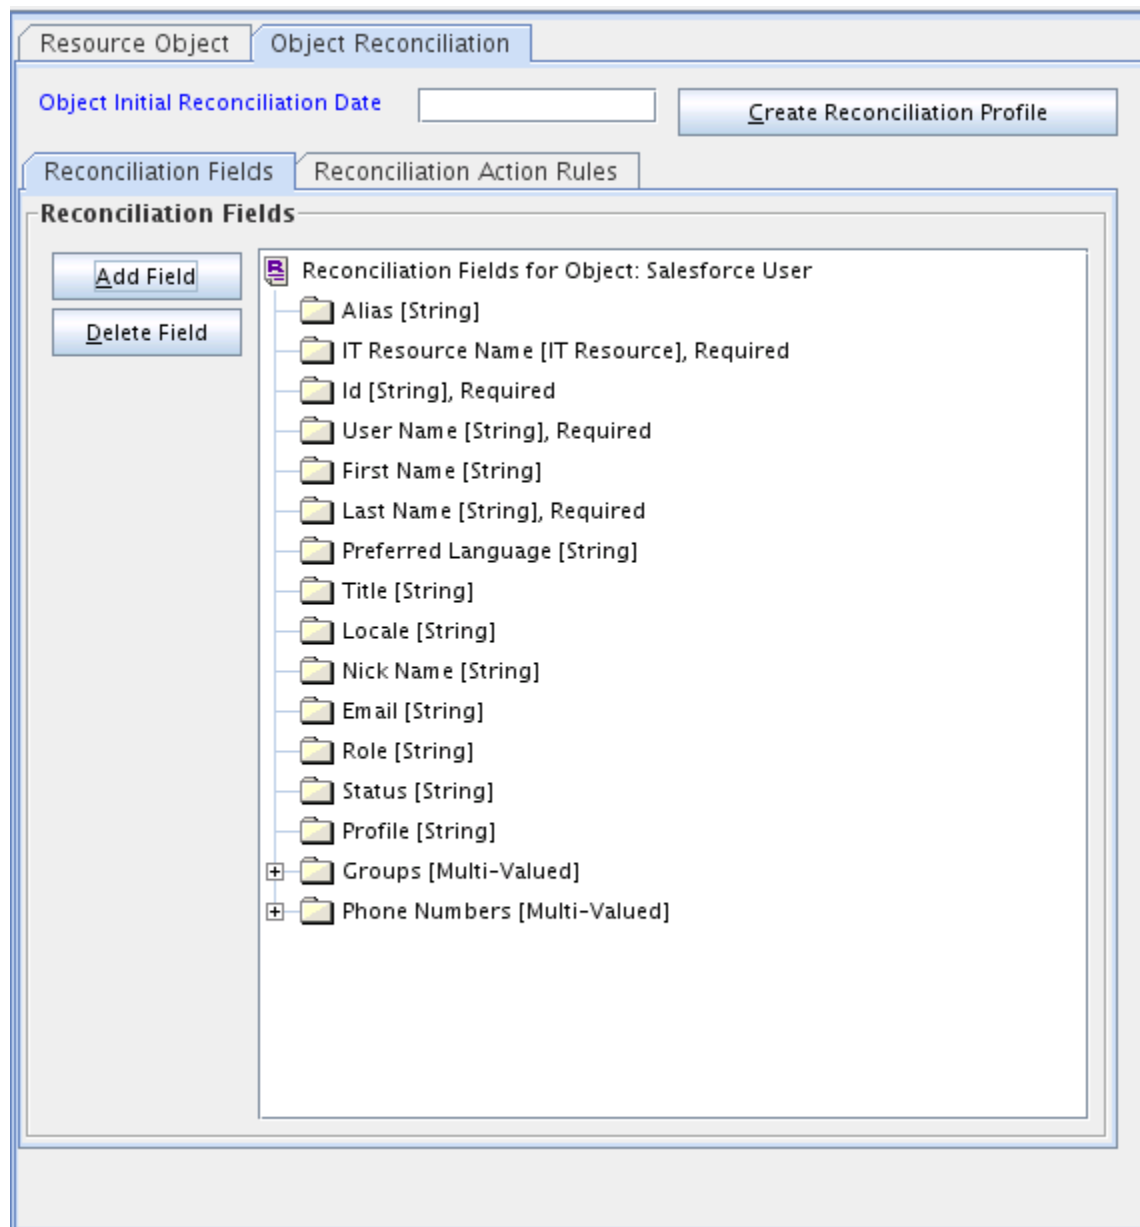 Resource Object
Object Reconciliation
Object Initial Reconciliation Date
Create Reconciliation Profile
Reconciliation Fields
Reconciliation Action Rules
Reconciliation Fields
Add Field
Delete Field
Reconciliation Fields for Object: Salesforce User
Alias [String]
IT Resource Name [IT Resource], Required
Id [String], Required
User Name [String], Required
First Name [String]
Last Name [String], Required
Preferred Language [String]
Title [String]
Locale [String]
Nick Name [String]
Email [String]
Role [String]
Status [String]
Profile [String]
Groups [Multi-Valued]
Phone Numbers [Multi-Valued]